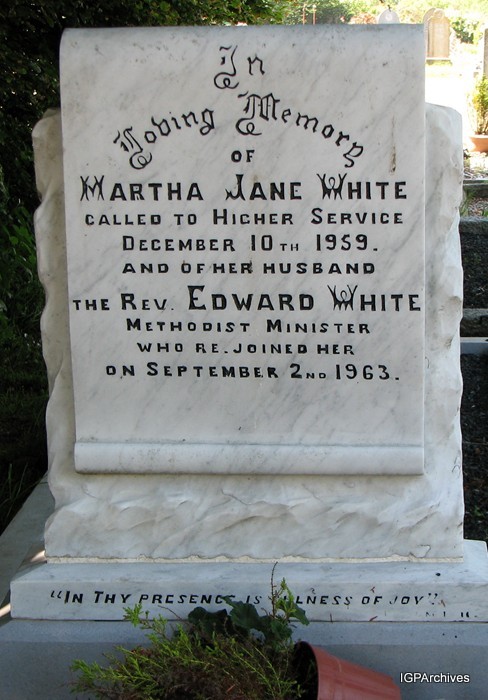 In
Loving Memory
OF
MARTHA JANE WHITE
CALLED TO HIGHER SERVICE
DECEMBER 10TH 1959.
AND OF HER HUSBAND
THE REV. EDWARD WHITE
METHODIST MINISTER
WHO RE.JOINED HER
ON SEPTEMBER 2ND 1963.
"IN THY PRESENCE IS OF JOY".
IGPArchives